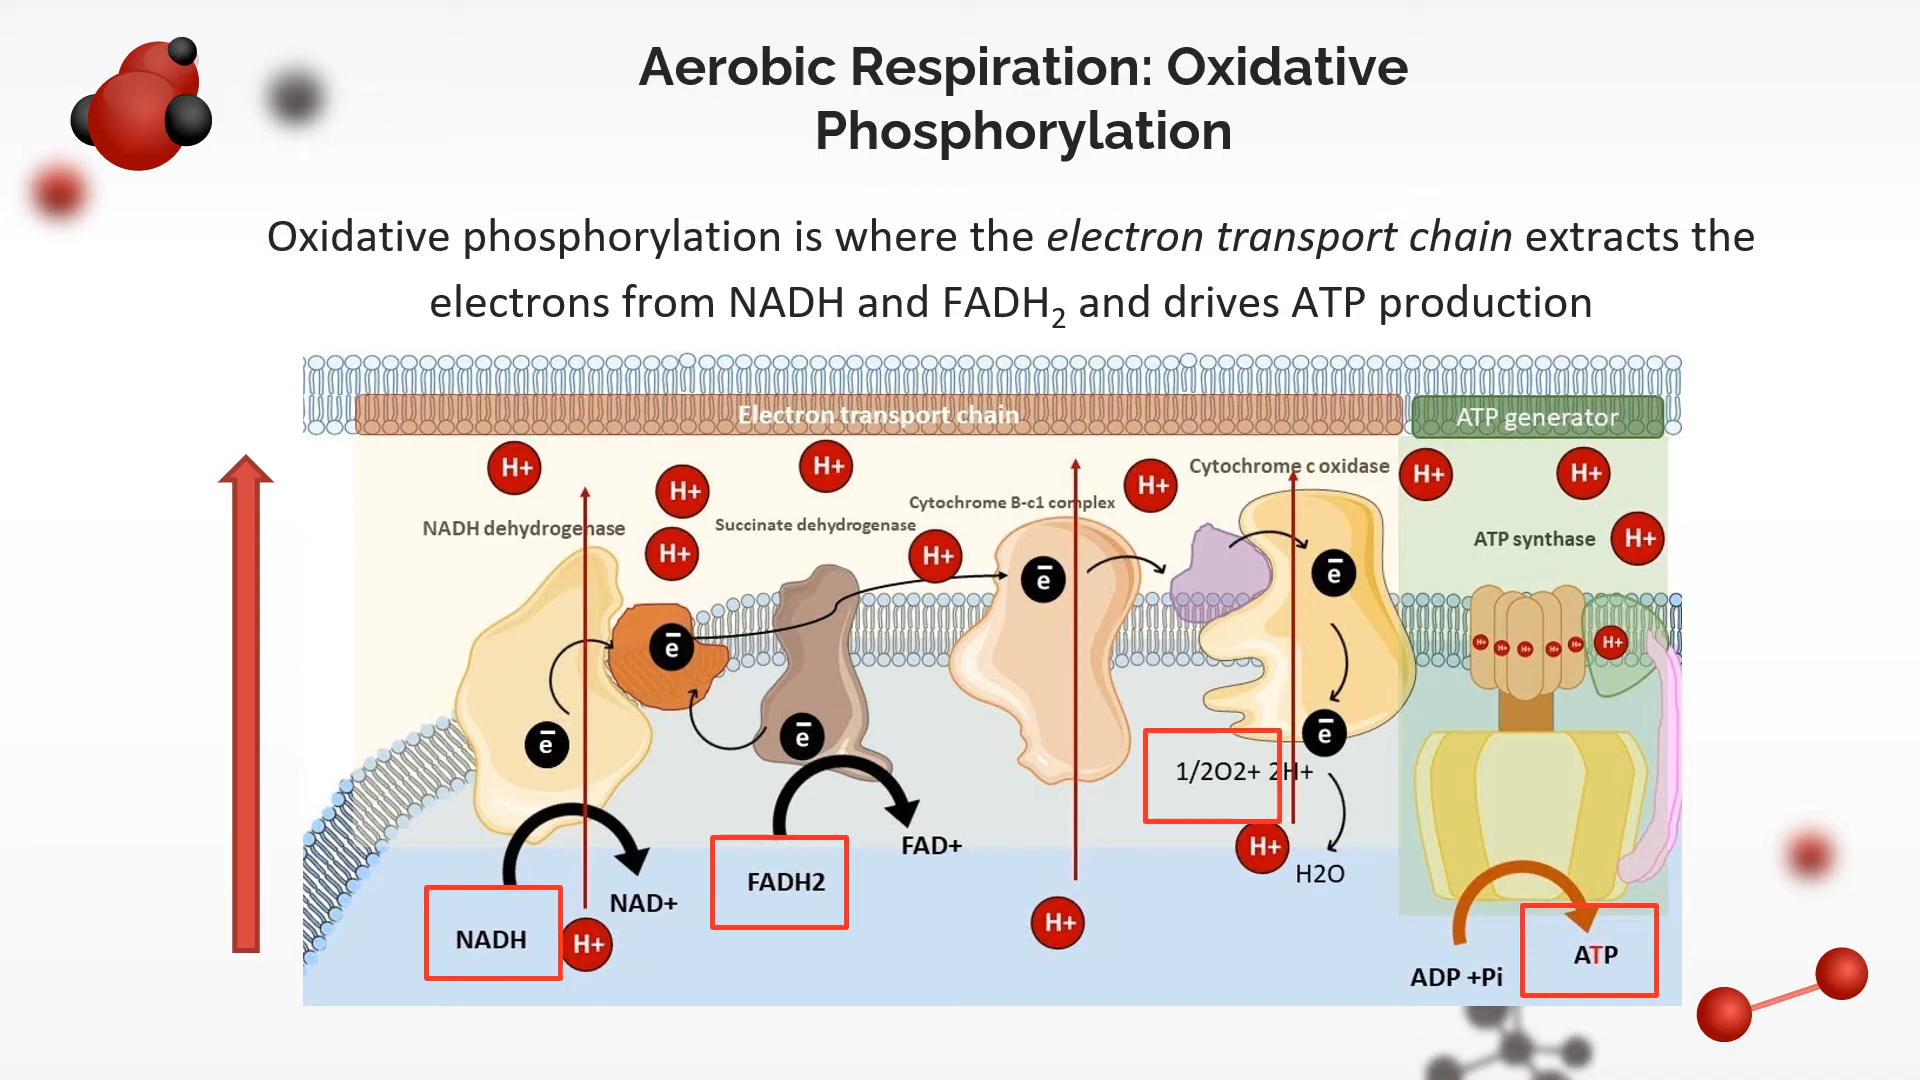 Aerobic Respiration: Oxidative
Phosphorylation
Oxidative phosphorylation is where the electron transport chain extracts the
electrons from NADH and FADH2 and drives ATP production
Electron transport chain
ATP generator
H+
H+
H+
H+
Cytochrome c oxidase
H+
H+
Cytochrome B-c1 complex
NADH dehydrogenase
Succinate dehydrogenase
H+
H+
ATP synthase
H+
e
e
e
H+
H+
H+
H+
H+
H+
e
e
e
1/2O2+ 2H+
FAD+
H+
H2O
FADH2
NAD+
NADH
H+
H+
ATP
ADP +Pi